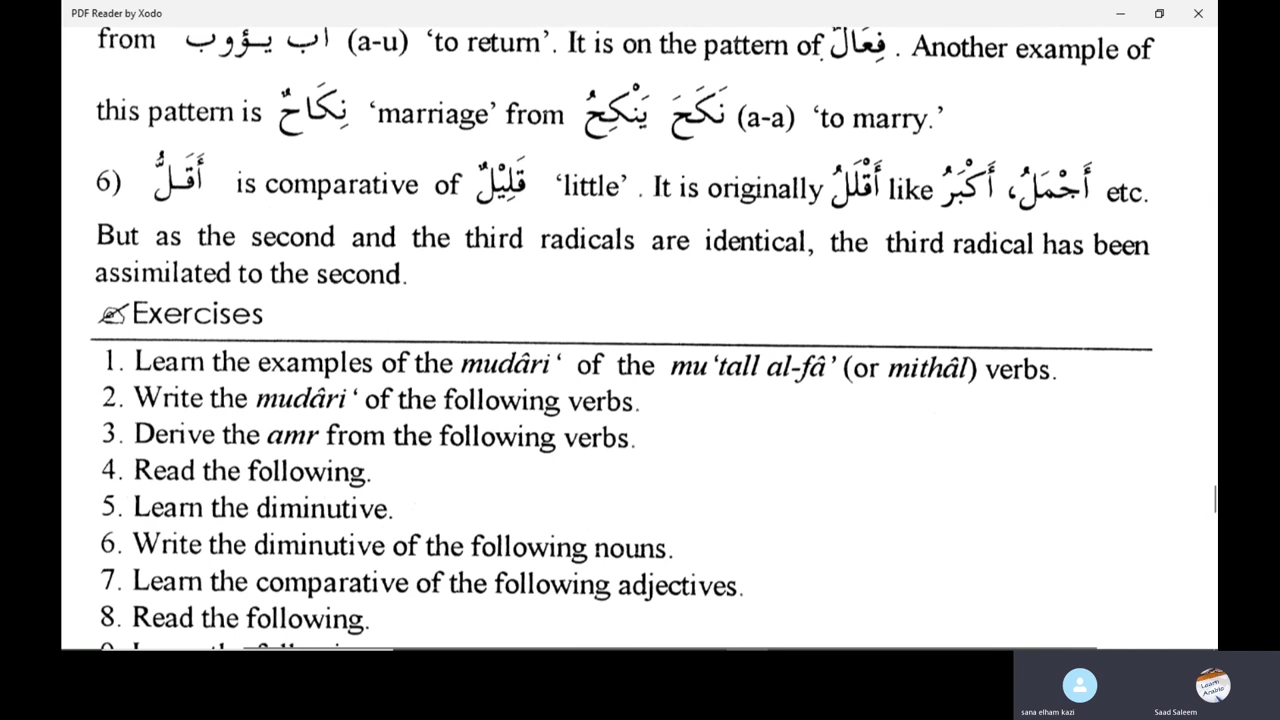 PDF Reader by Xodo
from آب يـؤوب (a-u) ‘to return’. It is on the pattern of فِعَالٌ . Another example of
this pattern is نِكَاحٌ ‘marriage’ from نَكَحَ يَنْكِحُ (a-a) ‘to marry.’
6) أَقَـلُّ is comparative of قَلِيْلٌ ‘little’ . It is originally أَقْلَلُ like أَجْمَلُ، أَكْبَرُ etc.
But as the second and the third radicals are identical, the third radical has been
assimilated to the second.
Exercises
1. Learn the examples of the mudâri‘ of the mu‘tall al-fâ’ (or mithâl) verbs.
2. Write the mudâri‘ of the following verbs.
3. Derive the amr from the following verbs.
4. Read the following.
5. Learn the diminutive.
6. Write the diminutive of the following nouns.
7. Learn the comparative of the following adjectives.
8. Read the following.
sana elham kazi
Learn Arabic
Saad Saleem